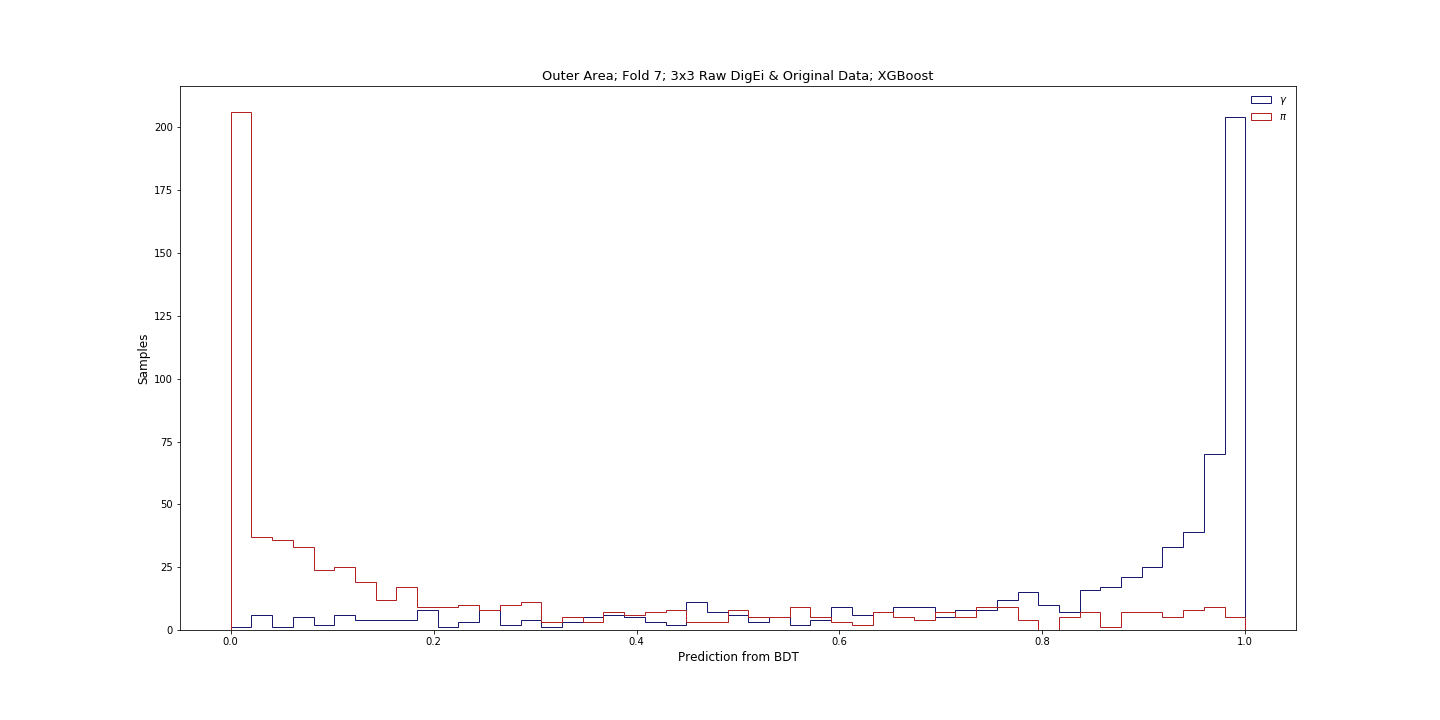 Outer Area; Fold 7; 3x3 Raw DigEi & Original Data; XGBoost
γ
π
200
175
150
125
100
75
50
25
0
Samples
0.0 0.2 0.4 0.6 0.8 1.0
Prediction from BDT